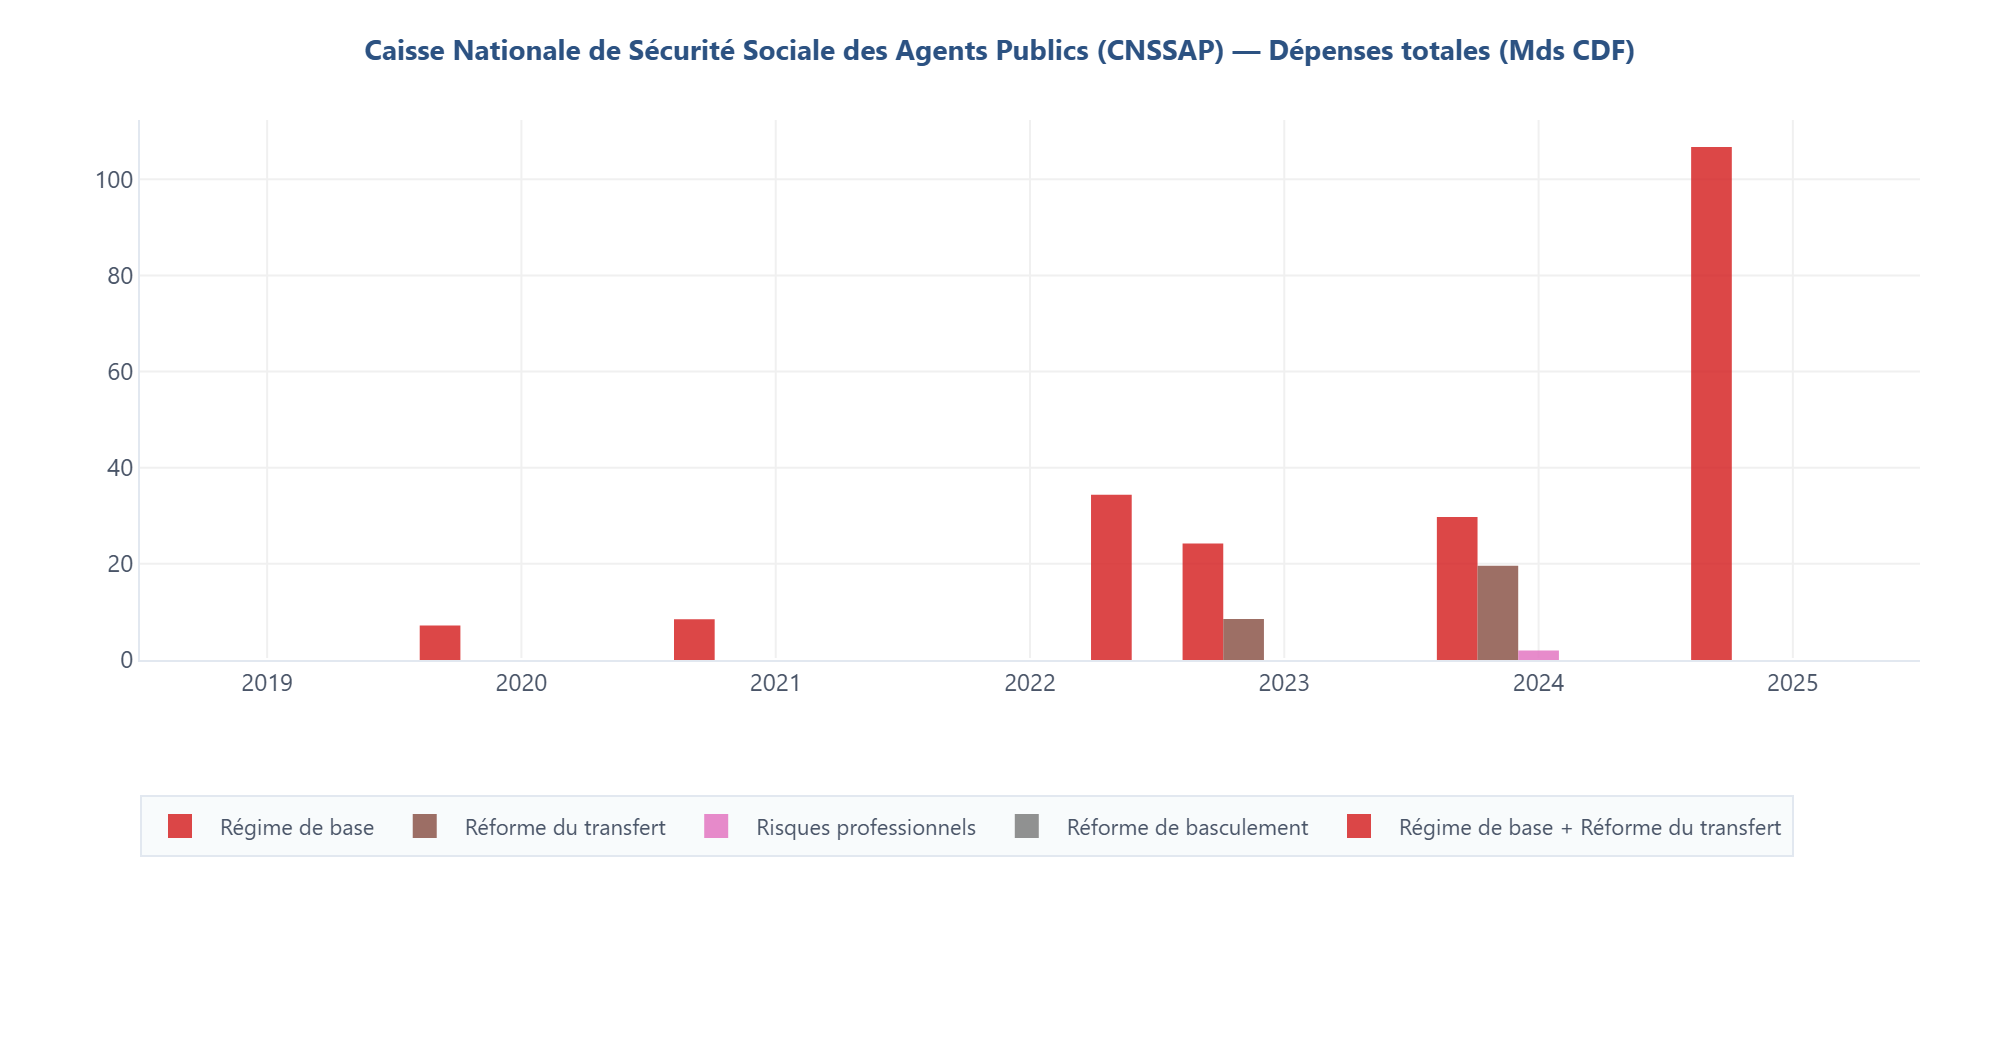 Caisse Nationale de Sécurité Sociale des Agents Publics (CNSSAP) — Dépenses totales (Mds CDF)
100
80
60
40
20
0
2019 2020 2021 2022 2023 2024 2025
Régime de base Réforme du transfert Risques professionnels Réforme de basculement Régime de base + Réforme du transfert